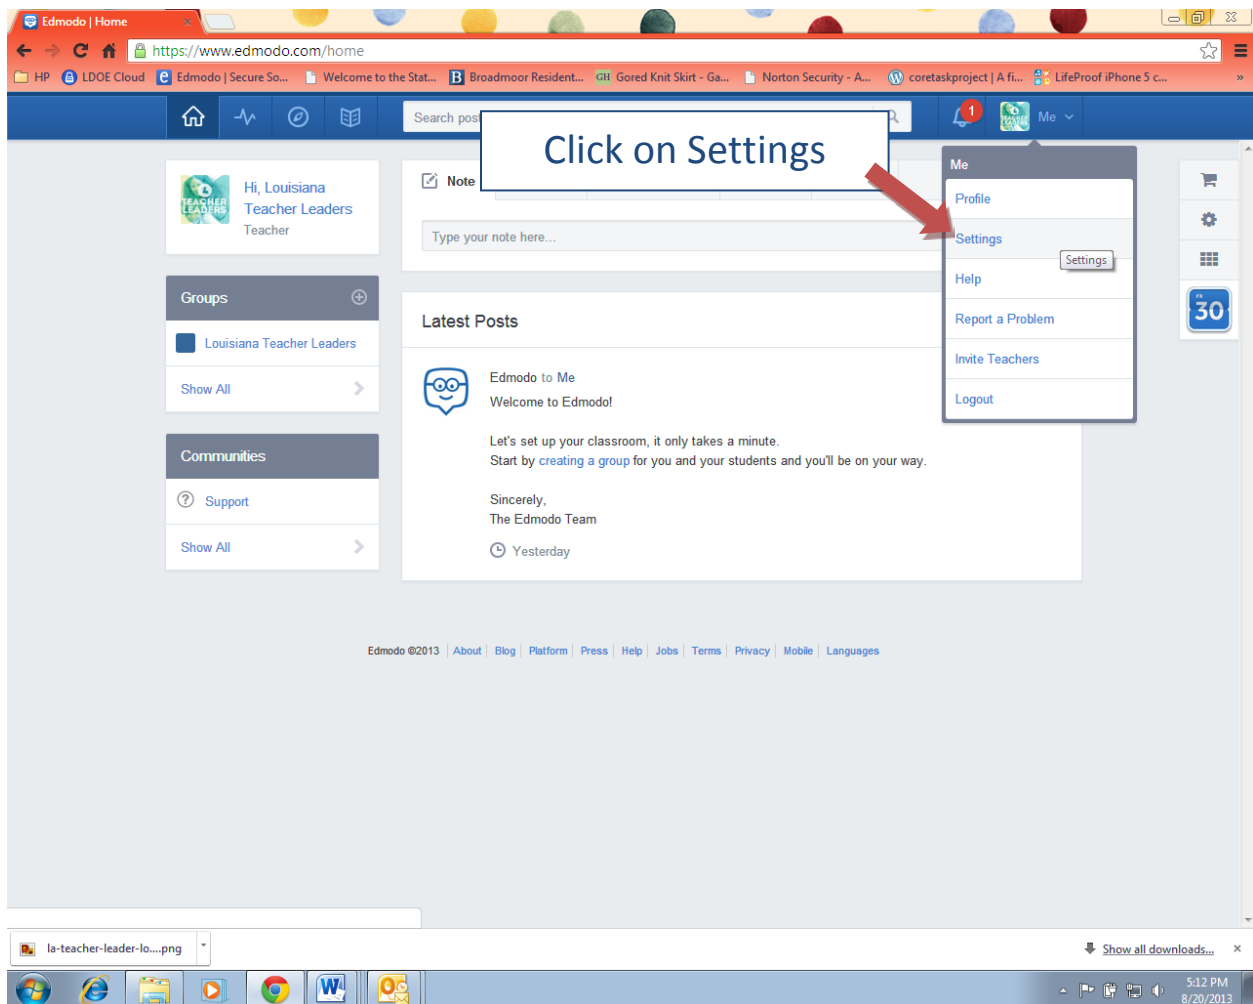 Edmodo | Home
https://www.edmodo.com/home
HP LDOE Cloud Edmodo | Secure So... Welcome to the Stat... Broadmoor Resident... GH Gored Knit Skirt - Ga... Norton Security - A... coretaskproject | A fi... LifeProof iPhone 5 c... »
Search pos
1
Me
Click on Settings
TEACHER LEADERS
Hi, Louisiana
Teacher Leaders
Teacher
Note
Type your note here...
Me
Profile
Settings
Settings
Help
Report a Problem
Invite Teachers
Logout
30
Groups
Louisiana Teacher Leaders
Show All
Communities
Support
Show All
Latest Posts
Edmodo to Me
Welcome to Edmodo!
Let's set up your classroom, it only takes a minute.
Start by creating a group for you and your students and you'll be on your way.
Sincerely,
The Edmodo Team
Yesterday
Edmodo ©2013 | About | Blog | Platform | Press | Help | Jobs | Terms | Privacy | Mobile | Languages
la-teacher-leader-lo....png
Show all downloads...
5:12 PM
8/20/2013